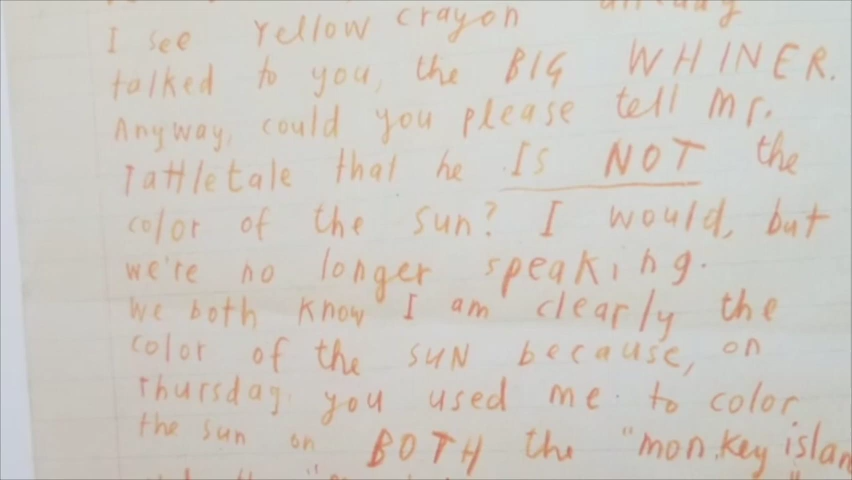 already
I see Yellow crayon
talked to you, the BIG WHINER.
Anyway, could you please tell Mr.
Tattletale that he IS NOT the
color of the sun? I would, but
we're no longer speaking.
We both know I am clearly the
color of the SUN because, on
Thursday, you used me to color
the sun on BOTH the "monkey islan